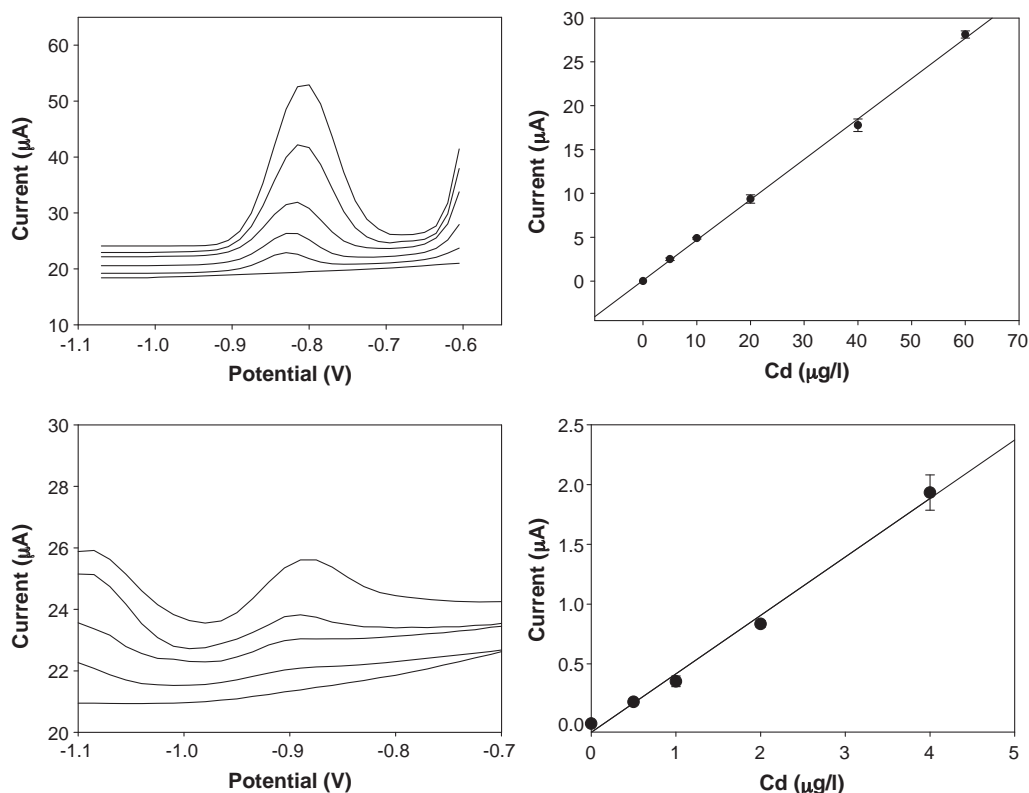 60
50
40
30
20
10
-1.1 -1.0 -0.9 -0.8 -0.7 -0.6
Current (μA)
Potential (V)
30
25
20
15
10
5
0
0 10 20 30 40 50 60 70
Current (μA)
Cd (μg/l)
30
28
26
24
22
20
-1.1 -1.0 -0.9 -0.8 -0.7
Current (μA)
Potential (V)
2.5
2.0
1.5
1.0
0.5
0.0
0 1 2 3 4 5
Current (μA)
Cd (μg/l)